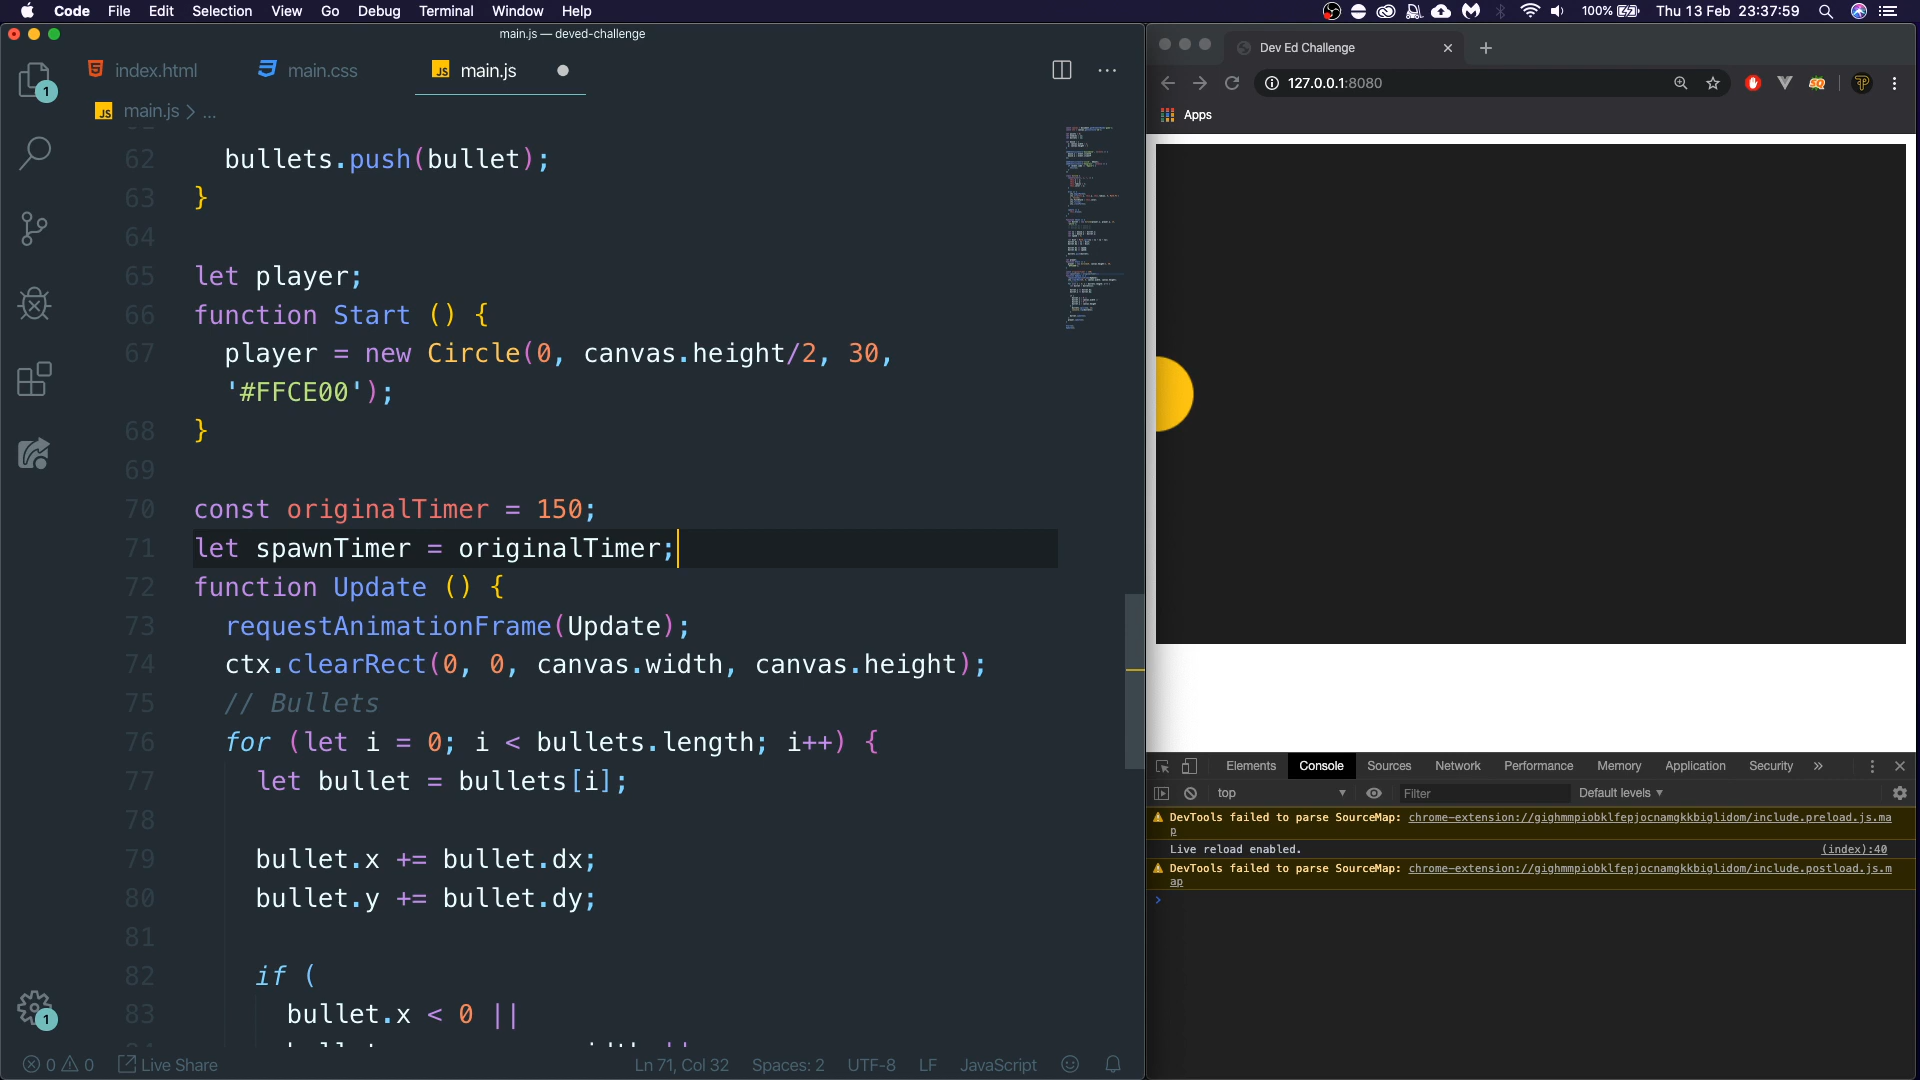 Code File Edit Selection View Go Debug Terminal Window Help 100% Thu 13 Feb 23:37:59
main.js — deved-challenge
index.html main.css JS main.js
JS main.js > ...
62 bullets.push(bullet);
63 }
64
65 let player;
66 function Start () {
67 player = new Circle(0, canvas.height/2, 30,
'#FFCE00');
68 }
69
70 const originalTimer = 150;
71 let spawnTimer = originalTimer;
72 function Update () {
73 requestAnimationFrame(Update);
74 ctx.clearRect(0, 0, canvas.width, canvas.height);
75 // Bullets
76 for (let i = 0; i < bullets.length; i++) {
77 let bullet = bullets[i];
78
79 bullet.x += bullet.dx;
80 bullet.y += bullet.dy;
81
82 if (
83 bullet.x < 0 ||
1
1
0 0 Live Share Ln 71, Col 32 Spaces: 2 UTF-8 LF JavaScript
Dev Ed Challenge
127.0.0.1:8080
Apps
Elements Console Sources Network Performance Memory Application Security »
top Filter Default levels
DevTools failed to parse SourceMap: chrome-extension://gighmmpiobklfepjocnamgkkbiglidom/include.preload.js.ma
p
Live reload enabled. (index):40
DevTools failed to parse SourceMap: chrome-extension://gighmmpiobklfepjocnamgkkbiglidom/include.postload.js.m
ap
>